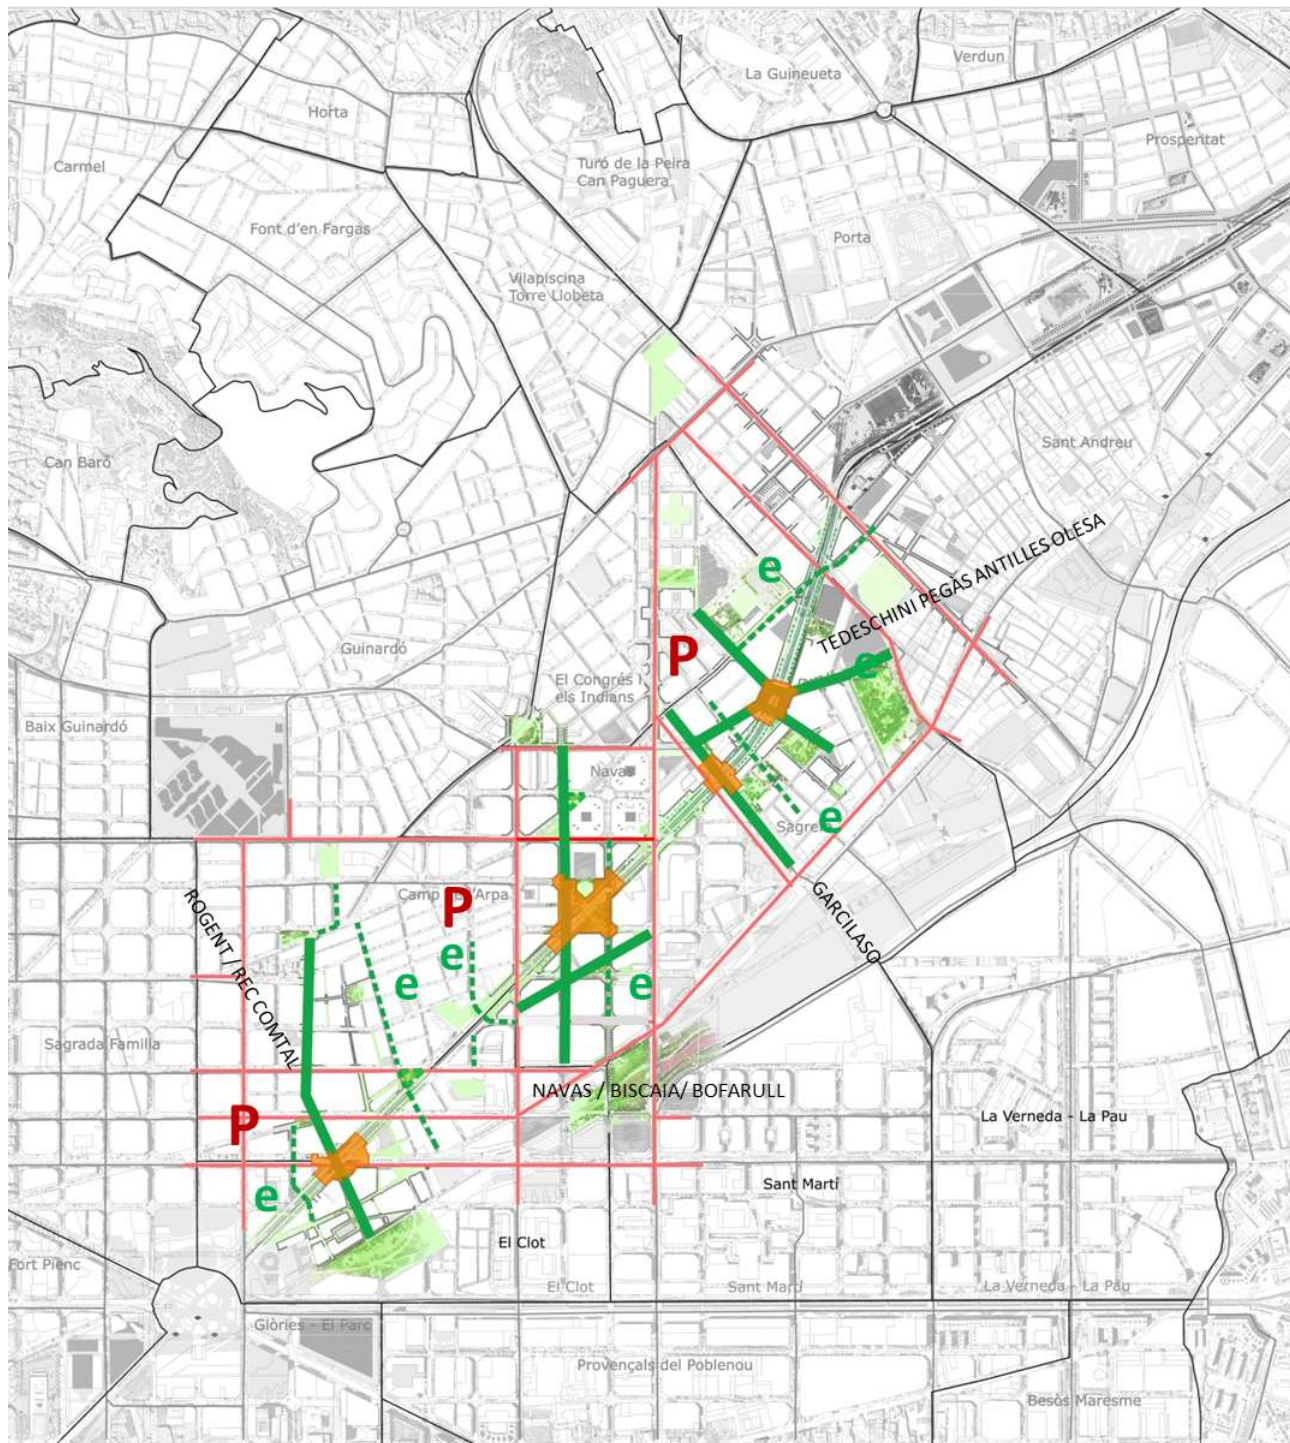 Verdun
La Guineueta
Horta
Prosperitat
Carmel
Turó de la Peira
Can Paguera
Font d'en Fargas
Porta
Vilapiscina
Torre Llobeta
Sant Andreu
Can Baró
TEDESCHINI PEGÀS ANTILLES OLESA
e
P
e
Guinardó
El Congrés i
els Indians
Baix Guinardó
Navas
e
Sagrera
Camp de l'Arpa
P
GARCILASO
ROGENT / REC COMTAL
e
e
e
Sagrada Familia
NAVAS / BISCAIA/ BOFARULL
P
La Verneda - La Pau
e
Sant Martí
El Clot
Fort Pienc
El Clot
Sant Martí
La Verneda - La Pau
Glòries - El Parc
Provençals del Poblenou
Besòs Maresme